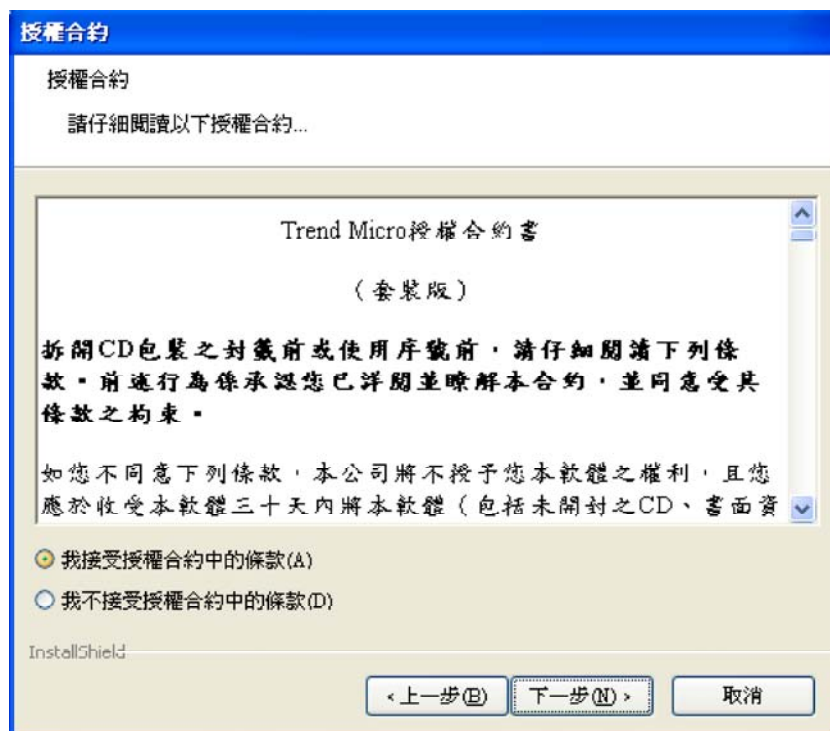 授權合約
授權合約
請仔細閱讀以下授權合約...
Trend Micro授權合約書
（套裝版）
拆開CD包裝之封籤前或使用序號前，請仔細閱讀下列條
款。前述行為係承認您已詳閱並瞭解本合約，並同意受其
條款之拘束。
如您不同意下列條款，本公司將不授予您本軟體之權利，且您
應於收受本軟體三十天內將本軟體（包括未開封之CD、書面資
我接受授權合約中的條款(A)
我不接受授權合約中的條款(D)
InstallShield
<上一步(B)
下一步(N)>
取消